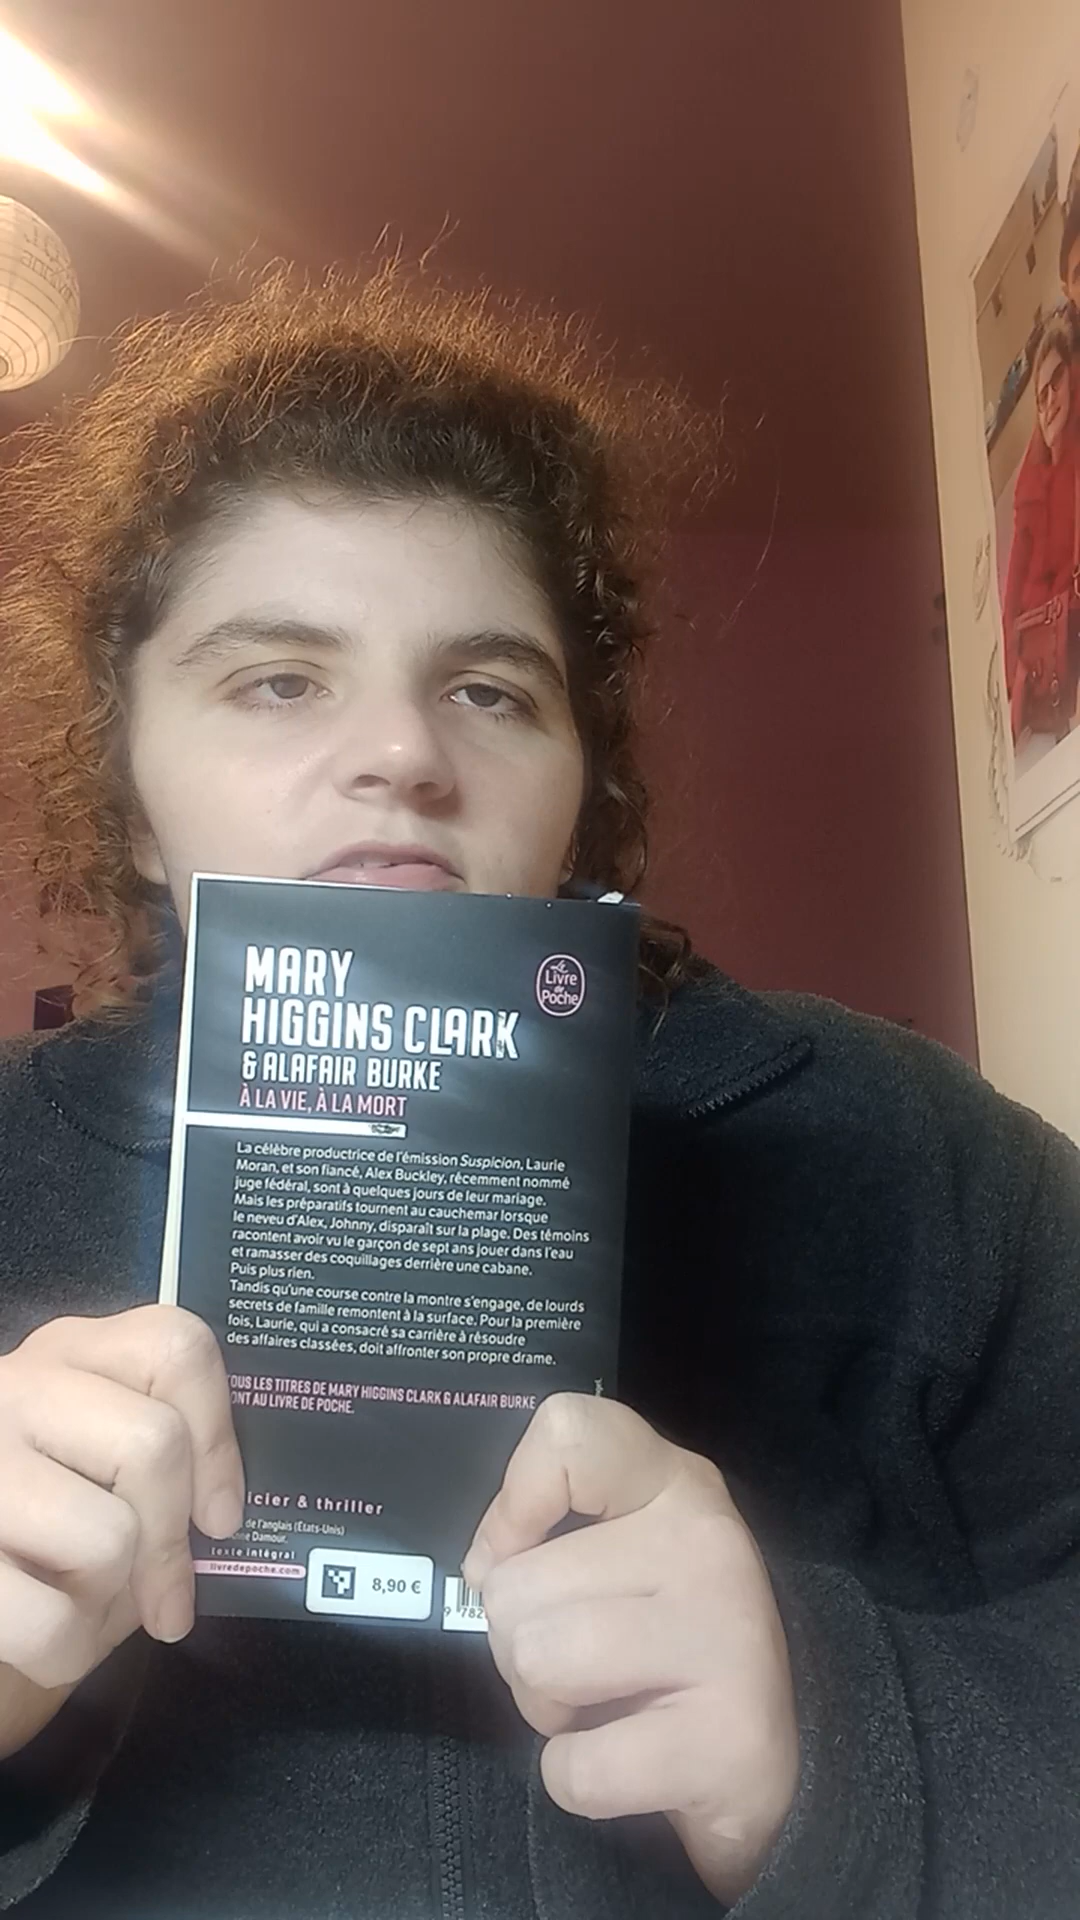 MARY
HIGGINS CLARK
& ALAFAIR BURKE
À LA VIE, À LA MORT
Le
Livre
de
Poche
La célèbre productrice de l'émission Suspicion, Laurie
Moran, et son fiancé, Alex Buckley, récemment nommé
juge fédéral, sont à quelques jours de leur mariage.
Mais les préparatifs tournent au cauchemar lorsque
le neveu d'Alex, Johnny, disparaît sur la plage. Des témoins
racontent avoir vu le garçon de sept ans jouer dans l'eau
et ramasser des coquillages derrière une cabane.
Puis plus rien.
Tandis qu'une course contre la montre s'engage, de lourds
secrets de famille remontent à la surface. Pour la première
fois, Laurie, qui a consacré sa carrière à résoudre
des affaires classées, doit affronter son propre drame.
OUS LES TITRES DE MARY HIGGINS CLARK & ALAFAIR BURKE
ONT AU LIVRE DE POCHE.
icier & thriller
de l'anglais (États-Unis)
Damour.
texte intégral
livredepoche.com
8,90 €
9 782